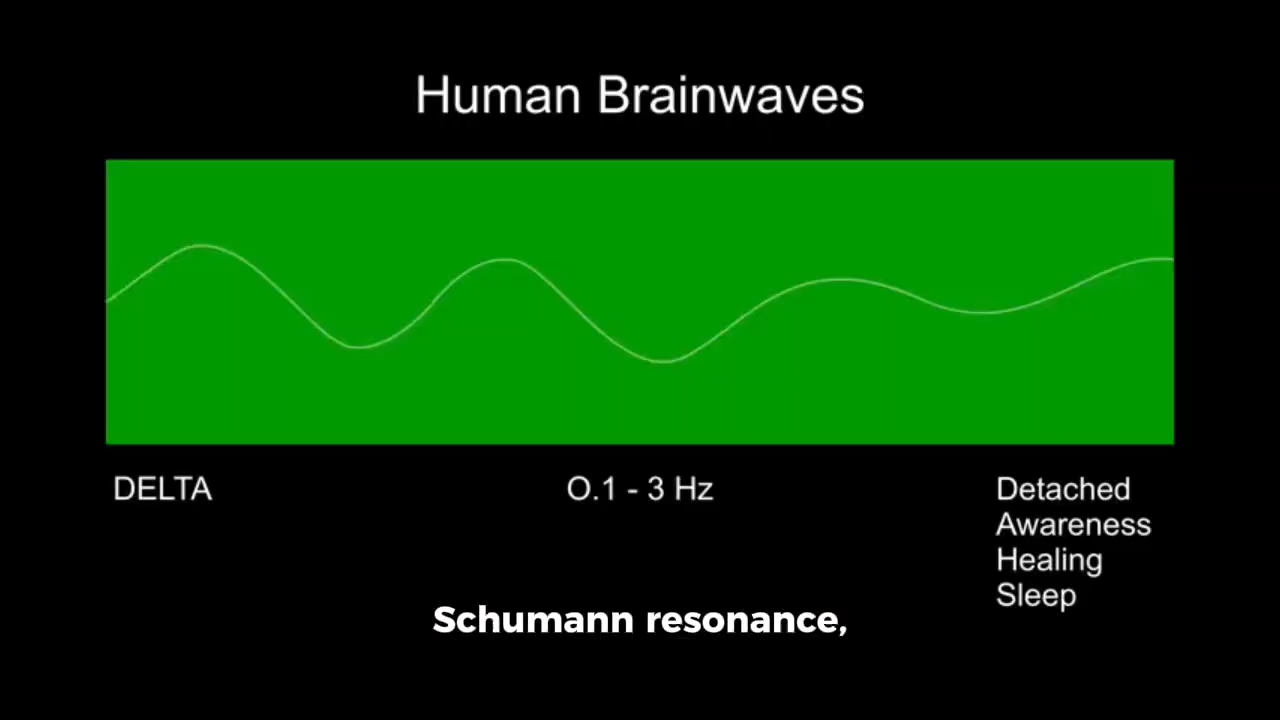 Human Brainwaves
DELTA
O.1 - 3 Hz
Detached
Awareness
Healing
Sleep
Schumann resonance,